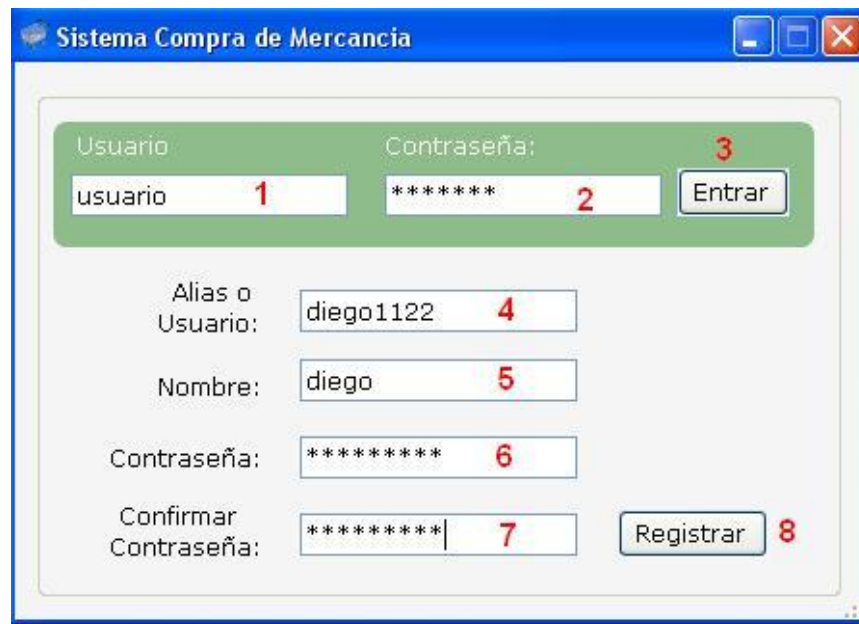 Sistema Compra de Mercancia
Usuario Contraseña: 3
usuario 1 ******* 2 Entrar
Alias o
Usuario: diego1122 4
Nombre: diego 5
Contraseña: ********* 6
Confirmar
Contraseña: ********* 7 Registrar 8